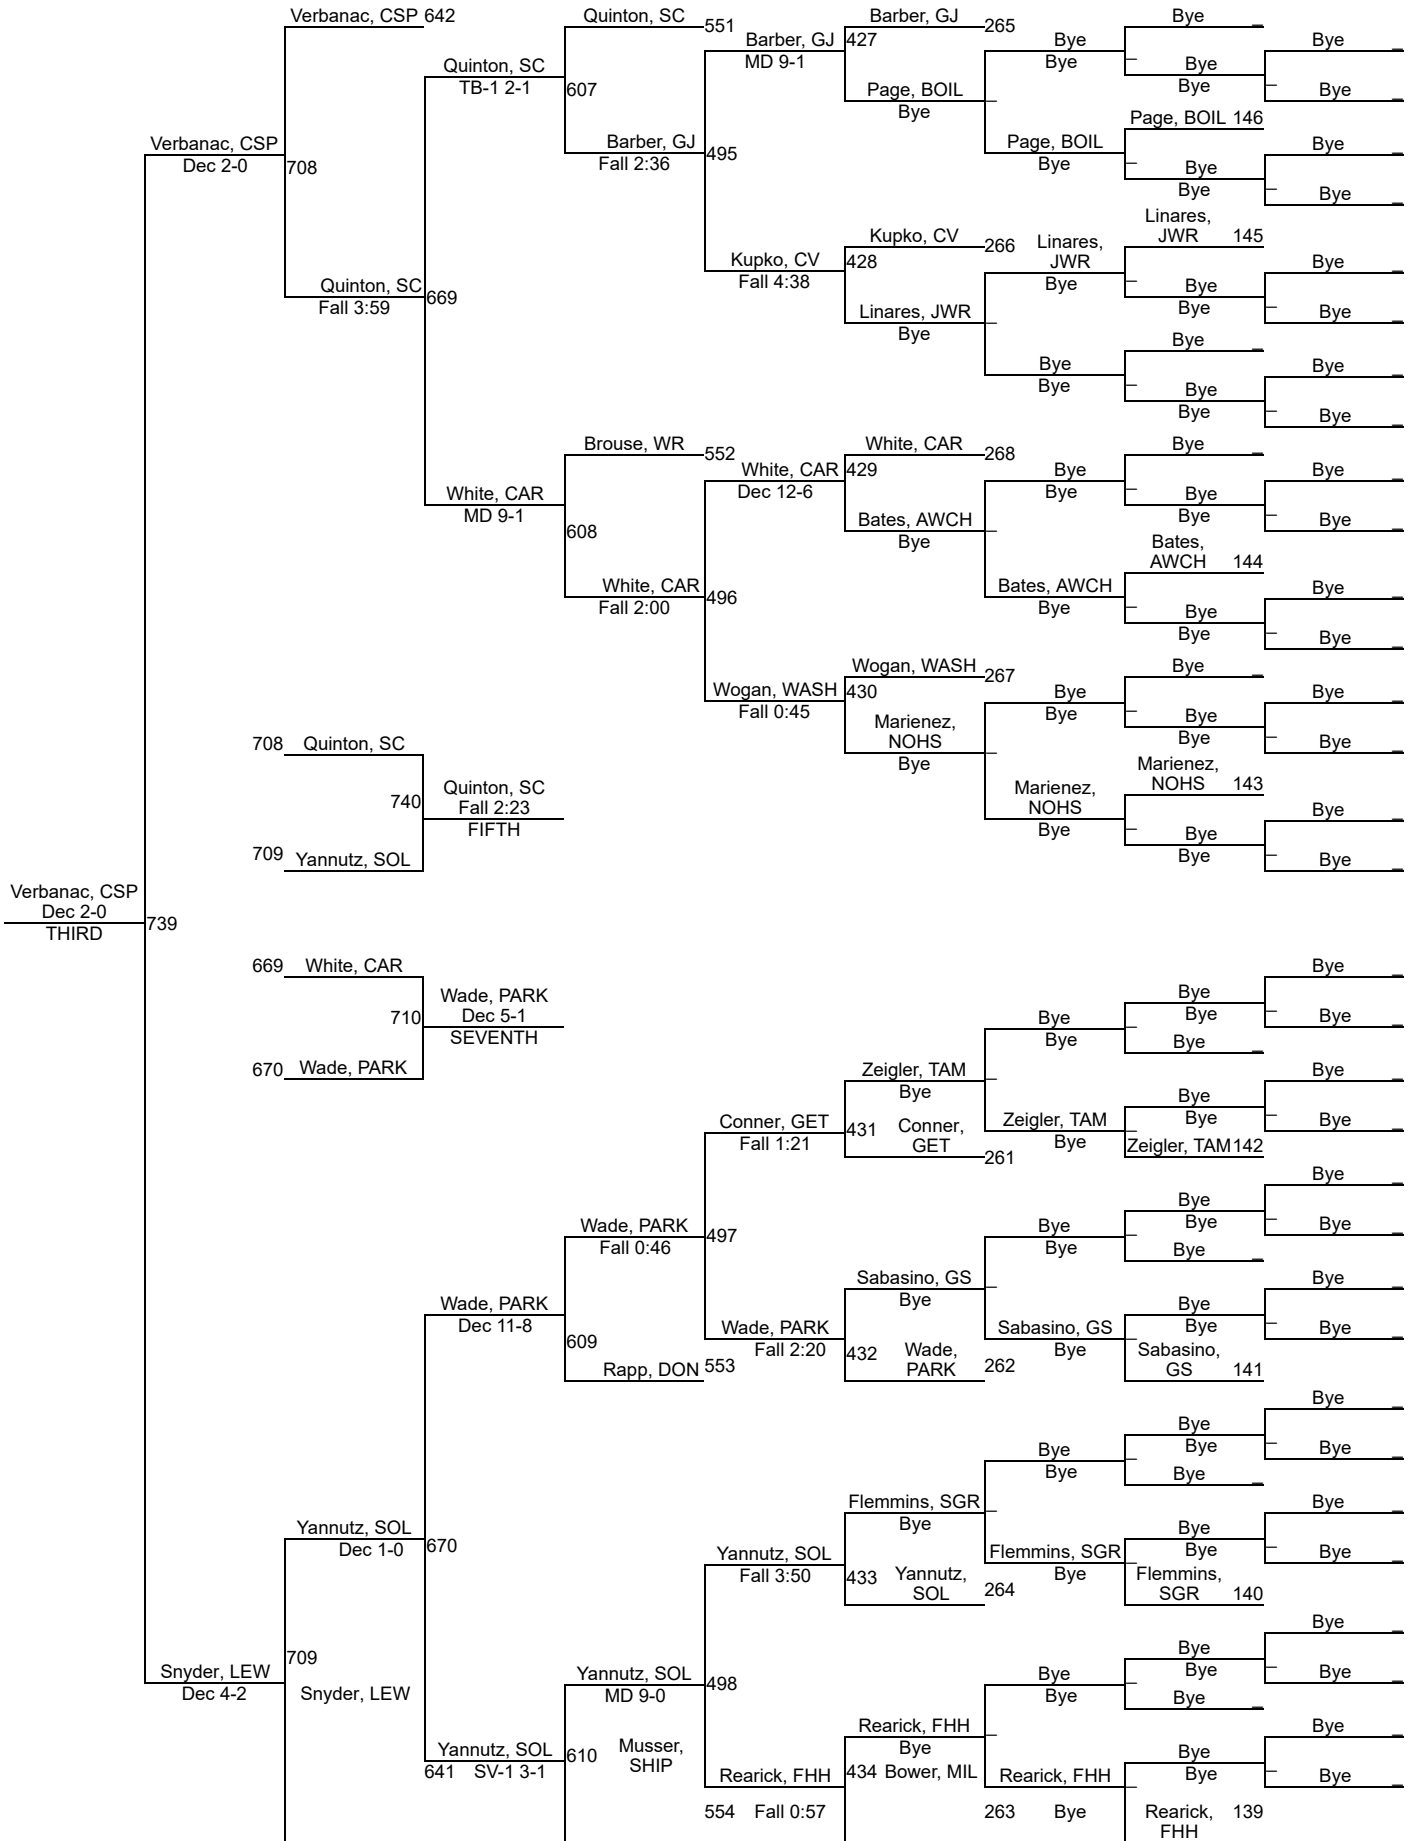 Verbanac, CSP 642
Quinton, SC
551
Barber, GJ
265
Bye _
Barber, GJ 427
MD 9-1
Bye
Bye
Bye _
Quinton, SC
TB-1 2-1
607
Page, BOIL _
Bye
_ Bye
Bye
_ Bye _
Page, BOIL 146
Verbanac, CSP
Dec 2-0
708
Barber, GJ
Fall 2:36
495
Page, BOIL
Bye
Bye _
_ Bye
Bye
_ Bye _
Linares,
JWR 145
Kupko, CV
266
Linares,
JWR
Bye
Kupko, CV 428
Fall 4:38
Bye _
_ Bye
Bye
Quinton, SC
Fall 3:59
669
Linares, JWR _
Bye
_ Bye _
Bye _
Bye
Bye
Bye _
_ Bye
Bye
_ Bye _
Brouse, WR
552
White, CAR
268
Bye _
White, CAR 429
Dec 12-6
Bye
Bye
Bye _
White, CAR
MD 9-1
608
Bates, AWCH _
Bye
_ Bye
Bye
_ Bye _
Bates,
AWCH 144
White, CAR
Fall 2:00
496
Bates, AWCH
Bye
Bye _
_ Bye
Bye
_ Bye _
Wogan, WASH
267
Bye _
Wogan, WASH 430
Fall 0:45
Bye
Bye
Bye _
Marienez,
NOHS _
Bye
_ Bye
Bye
_ Bye _
708 Quinton, SC
Marienez,
NOHS 143
740
Quinton, SC
Fall 2:23
FIFTH
Marienez,
NOHS
Bye
Bye _
_ Bye
Bye
_ Bye _
709 Yannutz, SOL
Verbanac, CSP
Dec 2-0
THIRD
739
669 White, CAR
Bye _
710
Wade, PARK
Dec 5-1
SEVENTH
Bye
Bye
_ Bye _
Bye
Bye
_
Bye _
670 Wade, PARK
Zeigler, TAM _
Bye
Bye _
Conner, GET
Fall 1:21
431 Conner,
GET
261
Zeigler, TAM
Bye
Bye
Bye
_ Bye _
_
Zeigler, TAM 142
Wade, PARK
Fall 0:46
497
Bye
Bye
Bye _
Bye
Bye
_ Bye _
_
Bye _
Wade, PARK
Dec 11-8
609
Sabasino, GS _
Bye
Bye _
Wade, PARK
Fall 2:20
432 Wade,
PARK
262
Sabasino, GS
Bye
Bye
Bye
_ Bye _
_
Sabasino,
GS 141
Rapp, DON 553
Bye
Bye
Bye _
Bye
Bye
_ Bye _
_
Bye _
Yannutz, SOL
Dec 1-0
670
Flemmins, SGR _
Bye
Bye _
Yannutz, SOL
Fall 3:50
433 Yannutz,
SOL
264
Flemmins, SGR
Bye
Bye
Bye
_ Bye _
_
Flemmins,
SGR 140
Snyder, LEW
Dec 4-2
709
Snyder, LEW
Yannutz, SOL
MD 9-0
498
Bye
Bye
Bye _
Bye
Bye
_ Bye _
_
Bye _
Yannutz, SOL
641 SV-1 3-1
610 Musser,
SHIP
Rearick, FHH _
Bye
Bye _
Rearick, FHH
554 Fall 0:57
434 Bower, MIL
263
Rearick, FHH
Bye
Bye
Bye
_ Bye _
_
Rearick,
FHH 139